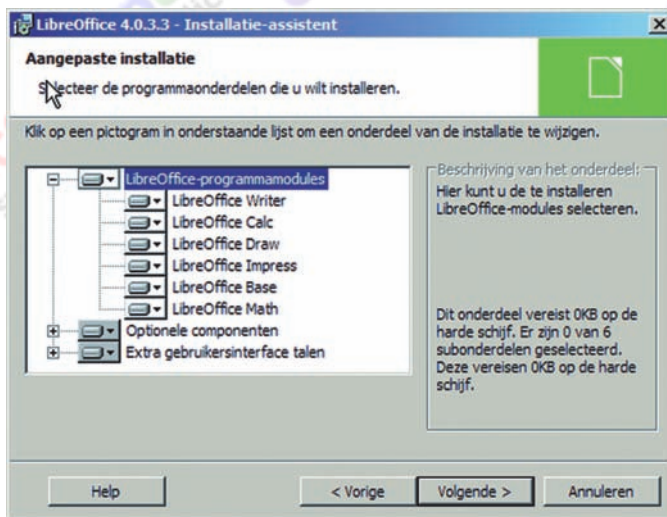 LibreOffice 4.0.3.3 - Installatie-assistent
Aangepaste installatie
Selecteer de programmaonderdelen die u wilt installeren.
Klik op een pictogram in onderstaande lijst om een onderdeel van de installatie te wijzigen.
LibreOffice-programmamodules
LibreOffice Writer
LibreOffice Calc
LibreOffice Draw
LibreOffice Impress
LibreOffice Base
LibreOffice Math
Optionele componenten
Extra gebruikersinterface talen
Beschrijving van het onderdeel:
Hier kunt u de te installeren
LibreOffice-modules selecteren.
Dit onderdeel vereist 0KB op de
harde schijf. Er zijn 0 van 6
subonderdelen geselecteerd.
Deze vereisen 0KB op de harde
schijf.
Help
< Vorige
Volgende >
Annuleren